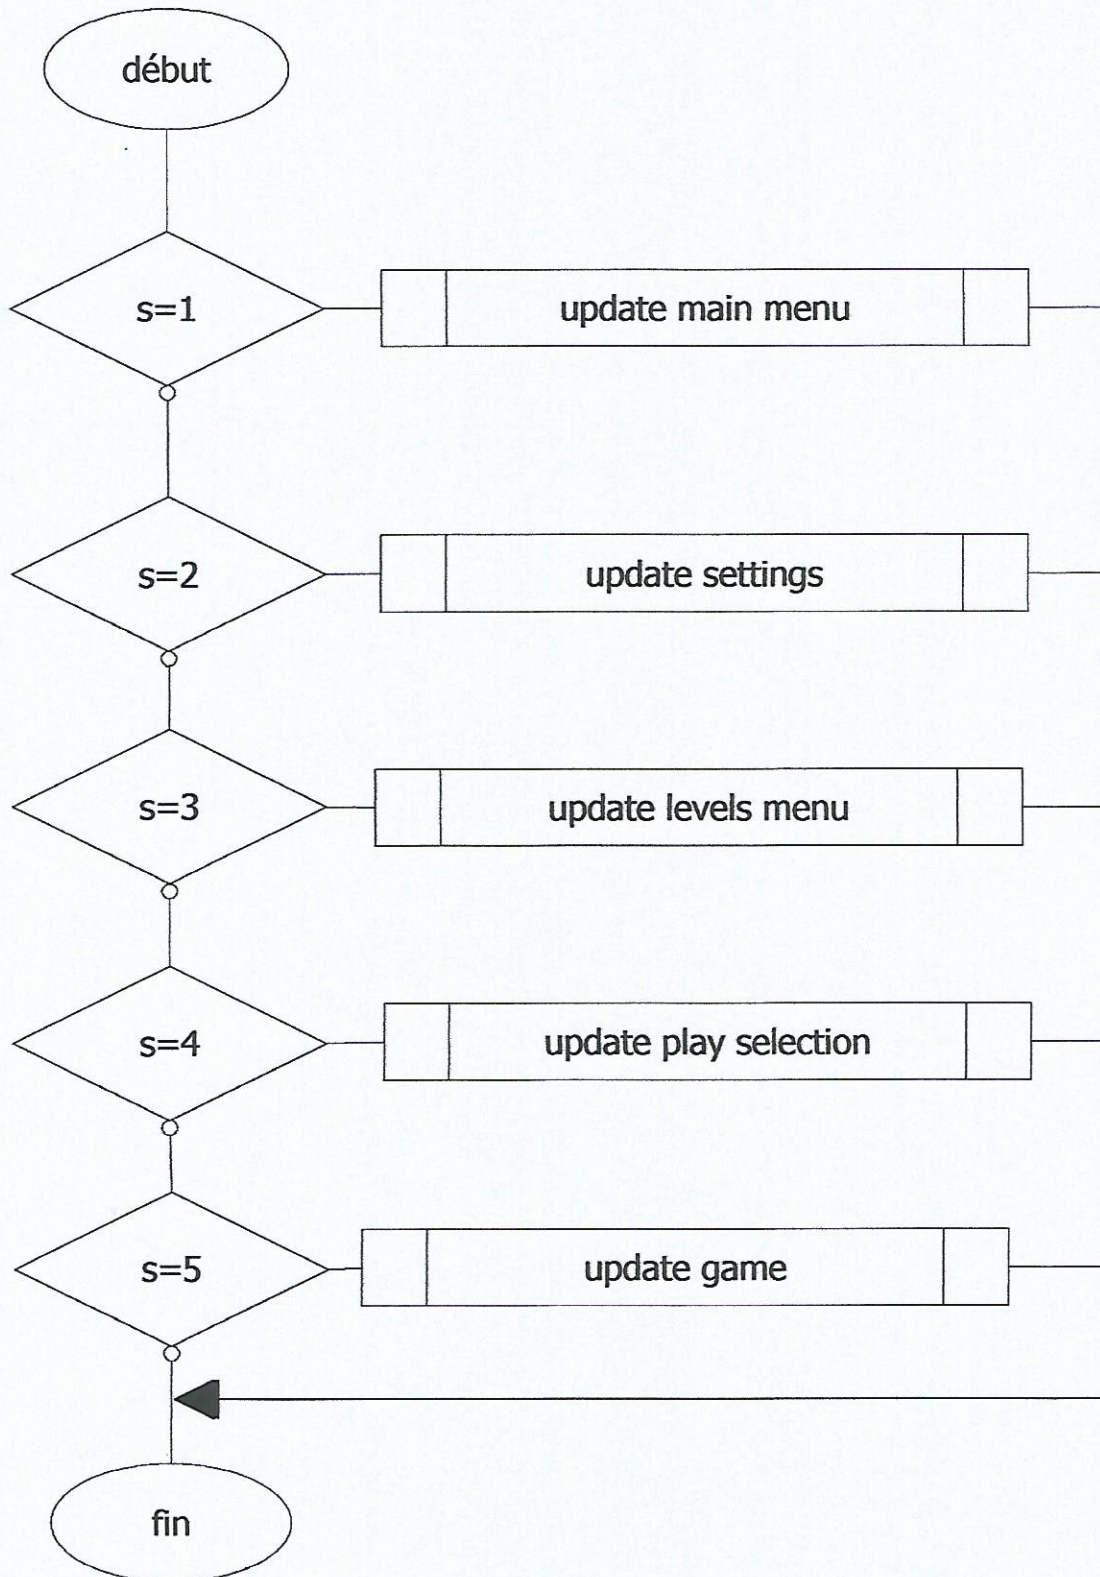 début
s=1
update main menu
s=2
update settings
s=3
update levels menu
s=4
update play selection
s=5
update game
fin